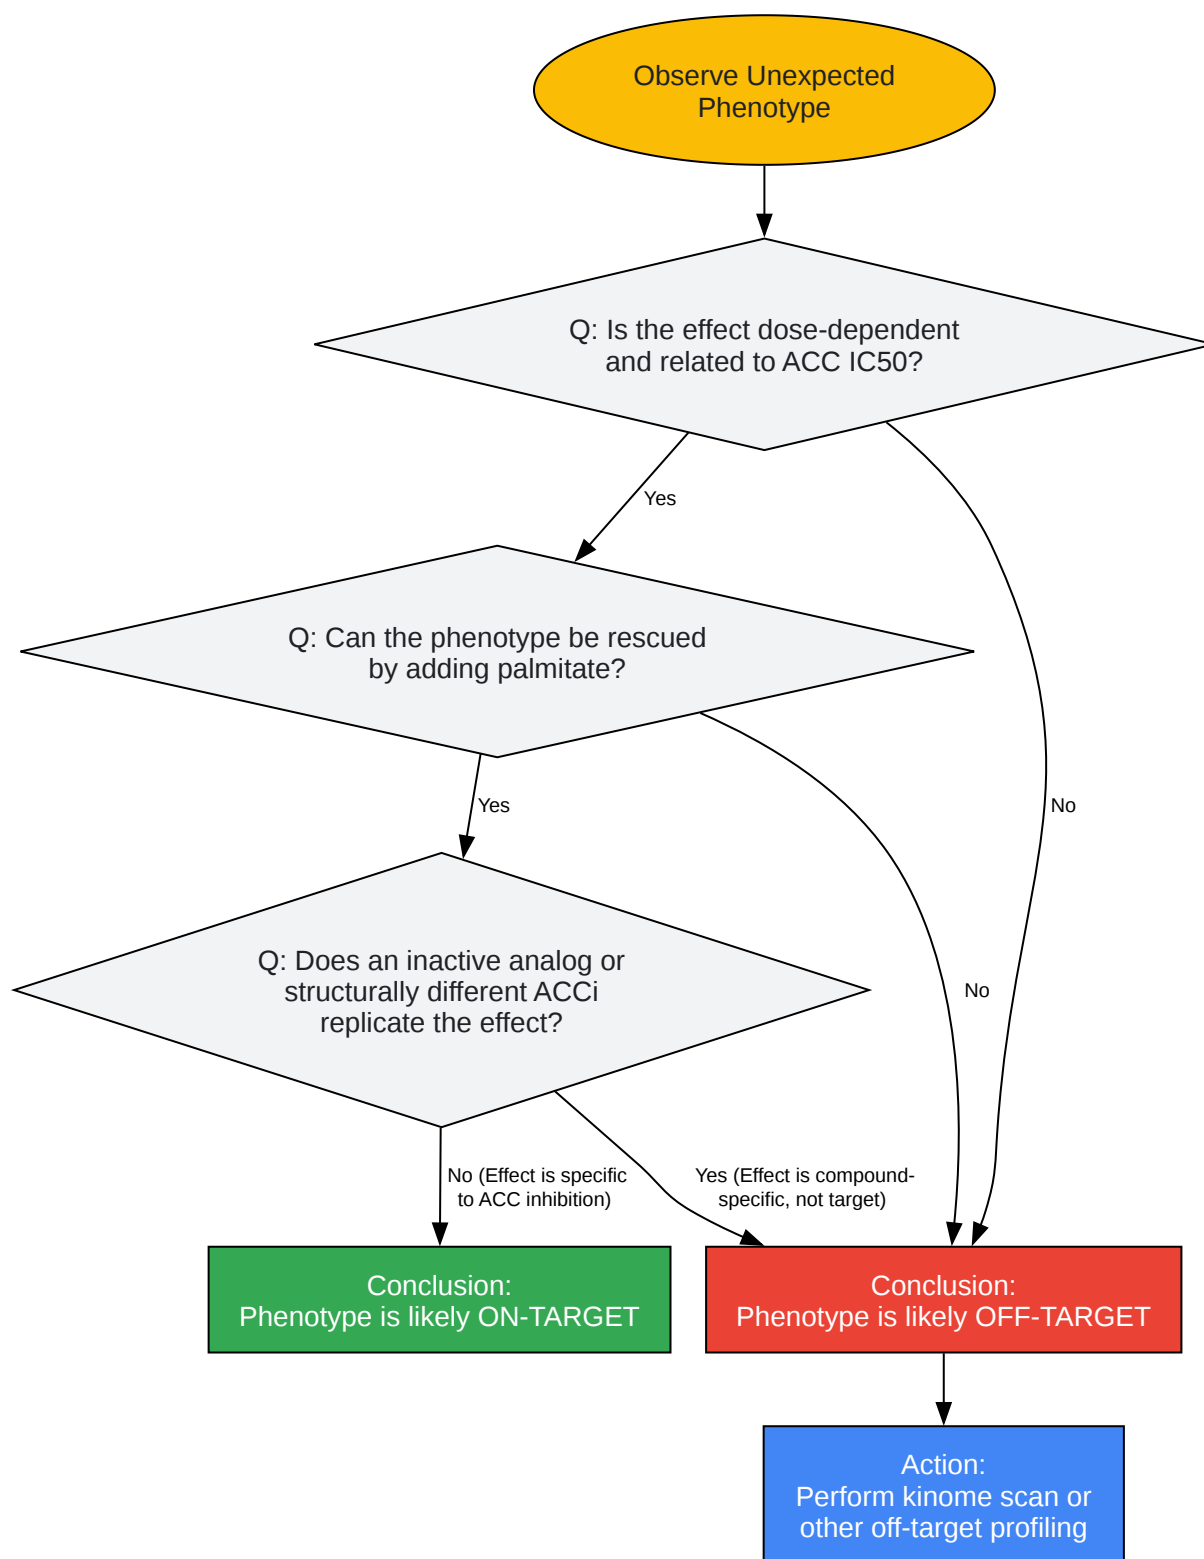 Observe Unexpected
Phenotype
Q: Is the effect dose-dependent
and related to ACC IC50?
Yes
Q: Can the phenotype be rescued
by adding palmitate?
Yes
No
Q: Does an inactive analog or
structurally different ACCi
replicate the effect?
No
No (Effect is specific
to ACC inhibition)
Yes (Effect is compound-
specific, not target)
Conclusion:
Phenotype is likely ON-TARGET
Conclusion:
Phenotype is likely OFF-TARGET
Action:
Perform kinome scan or
other off-target profiling